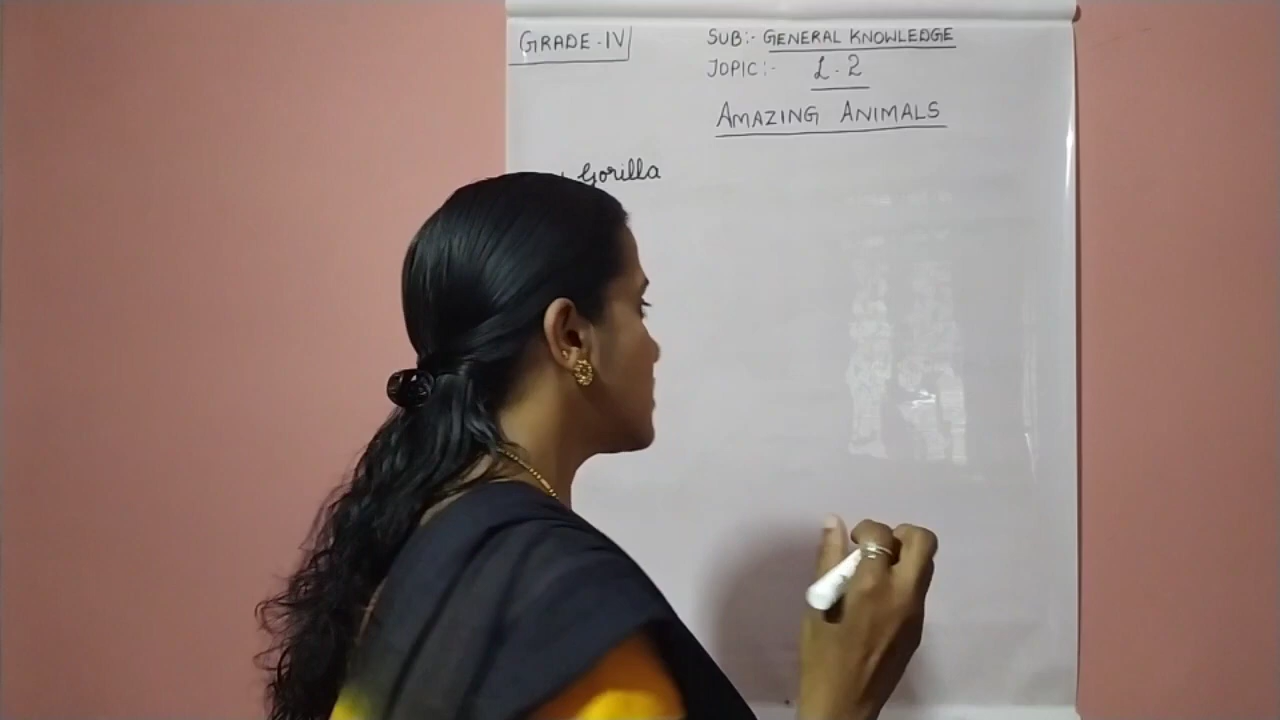 GRADE-IV
SUB:- GENERAL KNOWLEDGE
TOPIC:- L-2
AMAZING ANIMALS
Gorilla